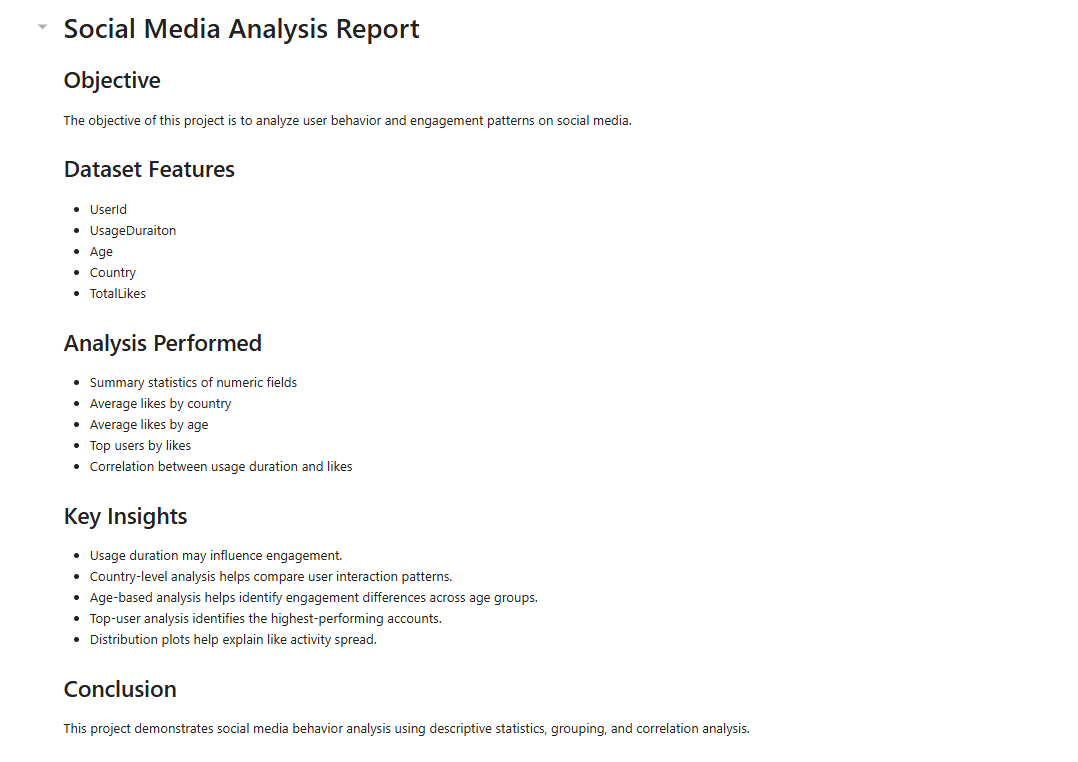 Social Media Analysis Report
Objective
The objective of this project is to analyze user behavior and engagement patterns on social media.
Dataset Features
UserId
UsageDuraiton
Age
Country
TotalLikes
Analysis Performed
Summary statistics of numeric fields
Average likes by country
Average likes by age
Top users by likes
Correlation between usage duration and likes
Key Insights
Usage duration may influence engagement.
Country-level analysis helps compare user interaction patterns.
Age-based analysis helps identify engagement differences across age groups.
Top-user analysis identifies the highest-performing accounts.
Distribution plots help explain like activity spread.
Conclusion
This project demonstrates social media behavior analysis using descriptive statistics, grouping, and correlation analysis.